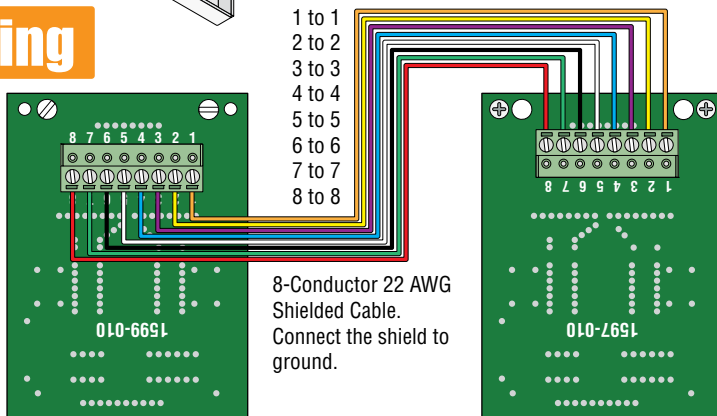 ing
1 to 1
2 to 2
3 to 3
4 to 4
5 to 5
6 to 6
7 to 7
8 to 8
8 7 6 5 4 3 2 1
8 7 6 5 4 3 2 1
8-Conductor 22 AWG
Shielded Cable.
Connect the shield to
ground.
1599-010
1597-010